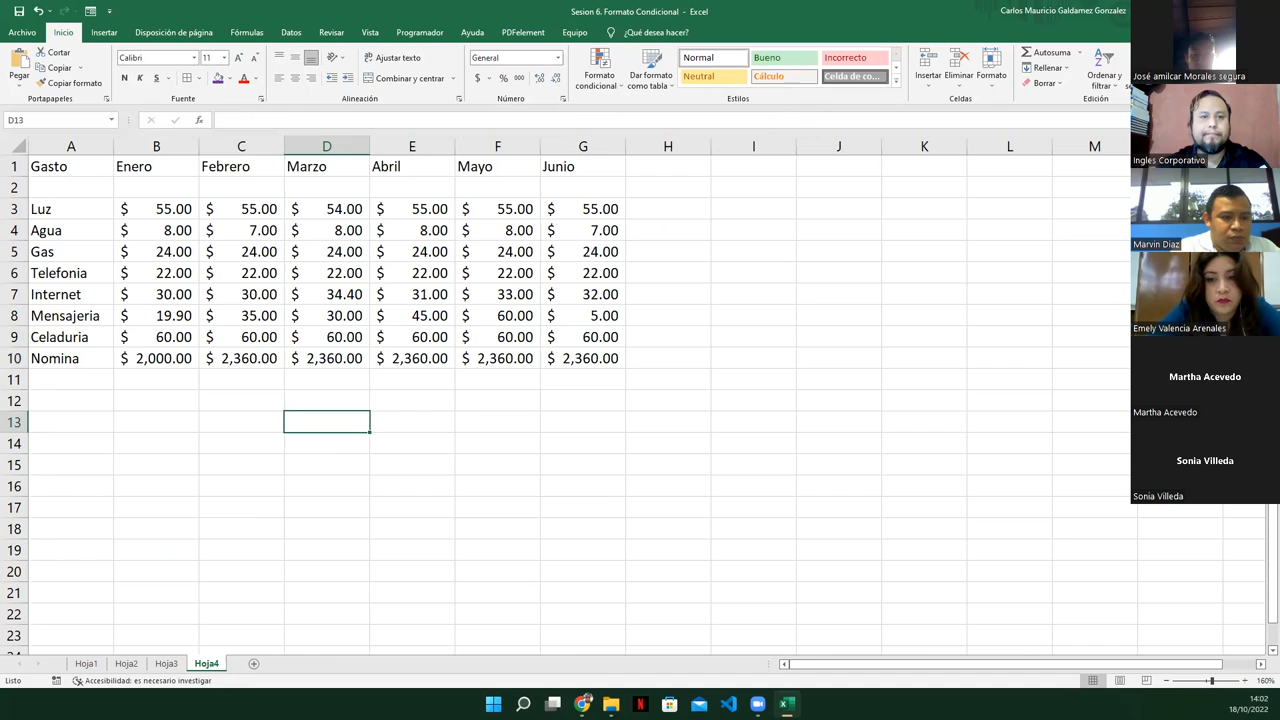 Sesion 6. Formato Condicional - Excel
Carlos Mauricio Galdamez Gonzalez
Archivo Inicio Insertar Disposición de página Fórmulas Datos Revisar Vista Programador Ayuda PDFelement Equipo ¿Qué desea hacer?
Pegar
Cortar
Copiar
Copiar formato
Portapapeles
Calibri 11
N K S
Fuente
Ajustar texto
Combinar y centrar
Alineación
General
$ % 000
Número
Formato condicional
Dar formato como tabla
Normal Bueno Incorrecto
Neutral Cálculo Celda de co...
Estilos
Insertar Eliminar Formato
Celdas
Autosuma
Rellenar
Borrar
Ordenar y filtrar
Edición
D13
fx
A B C D E F G H I J K L M
1 Gasto Enero Febrero Marzo Abril Mayo Junio
2
3 Luz $ 55.00 $ 55.00 $ 54.00 $ 55.00 $ 55.00 $ 55.00
4 Agua $ 8.00 $ 7.00 $ 8.00 $ 8.00 $ 8.00 $ 7.00
5 Gas $ 24.00 $ 24.00 $ 24.00 $ 24.00 $ 24.00 $ 24.00
6 Telefonia $ 22.00 $ 22.00 $ 22.00 $ 22.00 $ 22.00 $ 22.00
7 Internet $ 30.00 $ 30.00 $ 34.40 $ 31.00 $ 33.00 $ 32.00
8 Mensajeria $ 19.90 $ 35.00 $ 30.00 $ 45.00 $ 60.00 $ 5.00
9 Celaduria $ 60.00 $ 60.00 $ 60.00 $ 60.00 $ 60.00 $ 60.00
10 Nomina $ 2,000.00 $ 2,360.00 $ 2,360.00 $ 2,360.00 $ 2,360.00 $ 2,360.00
11
12
13
14
15
16
17
18
19
20
21
22
23
Hoja1 Hoja2 Hoja3 Hoja4
Listo
Accesibilidad: es necesario investigar
160%
14:02
18/10/2022
José amilcar Morales segura
Ingles Corporativo
Marvin Diaz
Emely Valencia Arenales
Martha Acevedo
Martha Acevedo
Sonia Villeda
Sonia Villeda